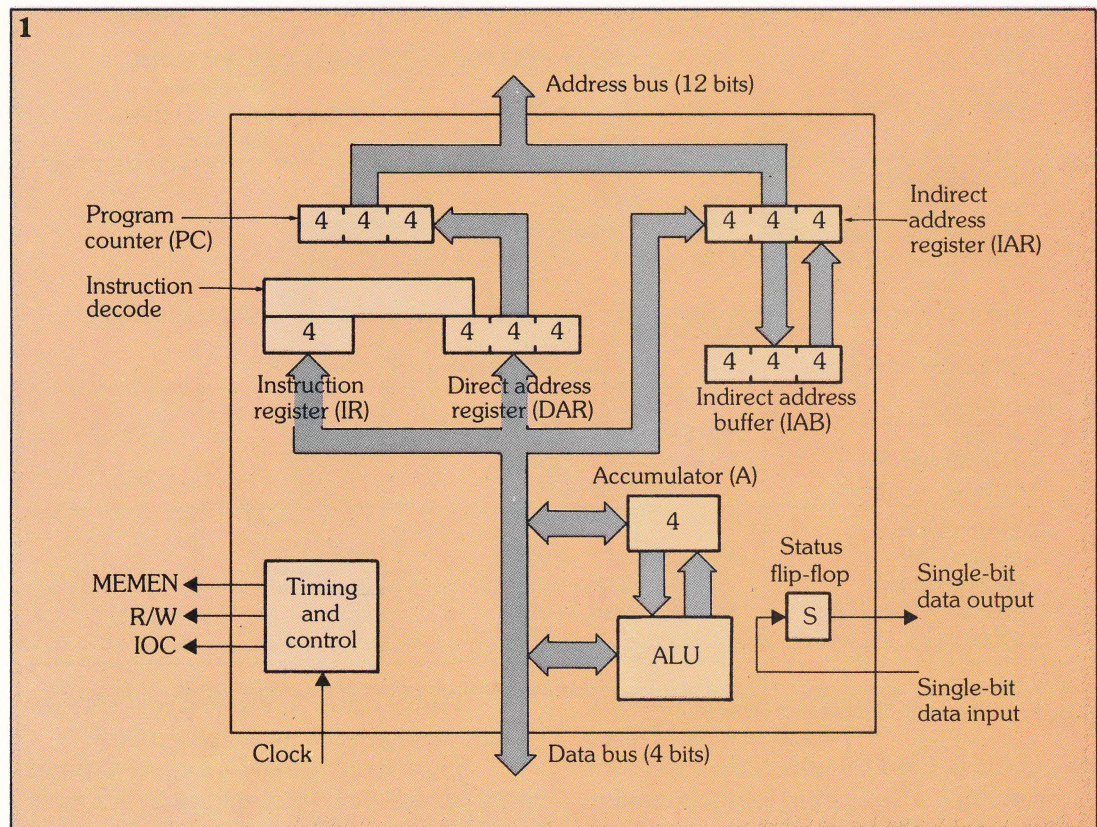 1
Address bus (12 bits)
Program
counter (PC)
4 4 4
4 4 4
Indirect
address
register (IAR)
Instruction
decode
4
4 4 4
4 4 4
Instruction
register (IR)
Direct address
register (DAR)
Indirect address
buffer (IAB)
Accumulator (A)
4
MEMEN
R/W
IOC
Timing
and
control
ALU
Status
flip-flop
S
Single-bit
data output
Single-bit
data input
Clock
Data bus (4 bits)